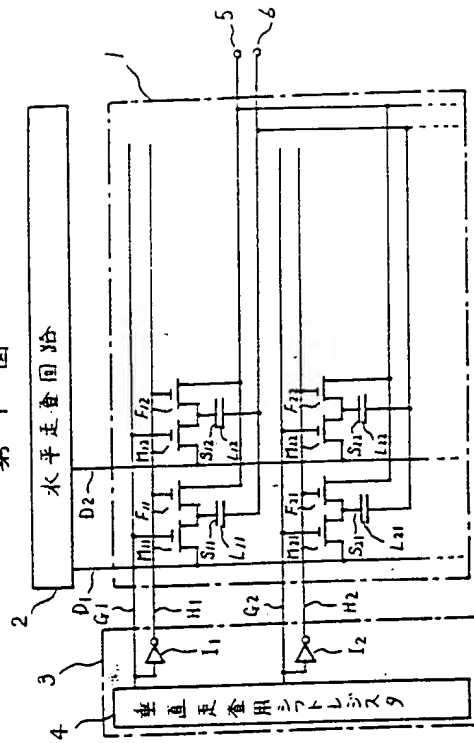 第1図
水平走査回路
2
D2
D1
G1
H1
M11
F11
S11
L11
M12
F12
S12
L12
1
5
6
3
4
垂直走査用シフトレジスタ
I1
I2
G2
H2
M21
F21
S21
L21
M22
F22
S22
L22